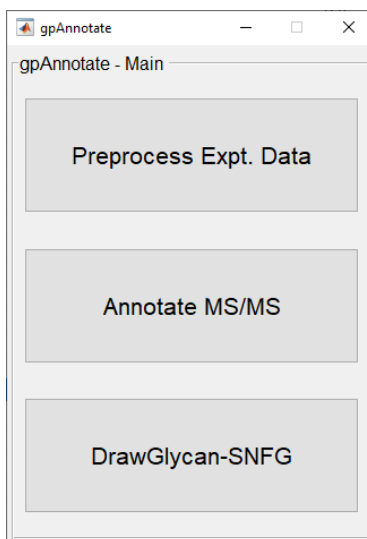 gpAnnotate
gpAnnotate - Main
Preprocess Expt. Data
Annotate MS/MS
DrawGlycan-SNFG